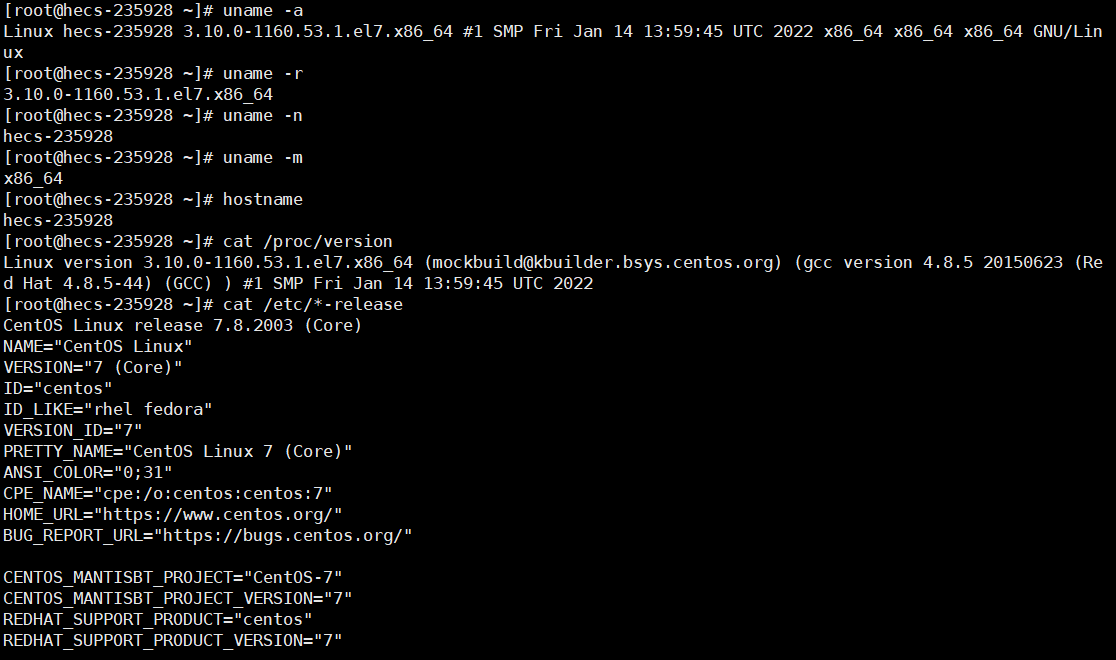 [root@hecs-235928 ~]# uname -a
Linux hecs-235928 3.10.0-1160.53.1.el7.x86_64 #1 SMP Fri Jan 14 13:59:45 UTC 2022 x86_64 x86_64 x86_64 GNU/Lin
ux
[root@hecs-235928 ~]# uname -r
3.10.0-1160.53.1.el7.x86_64
[root@hecs-235928 ~]# uname -n
hecs-235928
[root@hecs-235928 ~]# uname -m
x86_64
[root@hecs-235928 ~]# hostname
hecs-235928
[root@hecs-235928 ~]# cat /proc/version
Linux version 3.10.0-1160.53.1.el7.x86_64 (mockbuild@kbuilder.bsys.centos.org) (gcc version 4.8.5 20150623 (Re
d Hat 4.8.5-44) (GCC) ) #1 SMP Fri Jan 14 13:59:45 UTC 2022
[root@hecs-235928 ~]# cat /etc/*-release
CentOS Linux release 7.8.2003 (Core)
NAME="CentOS Linux"
VERSION="7 (Core)"
ID="centos"
ID_LIKE="rhel fedora"
VERSION_ID="7"
PRETTY_NAME="CentOS Linux 7 (Core)"
ANSI_COLOR="0;31"
CPE_NAME="cpe:/o:centos:centos:7"
HOME_URL="https://www.centos.org/"
BUG_REPORT_URL="https://bugs.centos.org/"

CENTOS_MANTISBT_PROJECT="CentOS-7"
CENTOS_MANTISBT_PROJECT_VERSION="7"
REDHAT_SUPPORT_PRODUCT="centos"
REDHAT_SUPPORT_PRODUCT_VERSION="7"